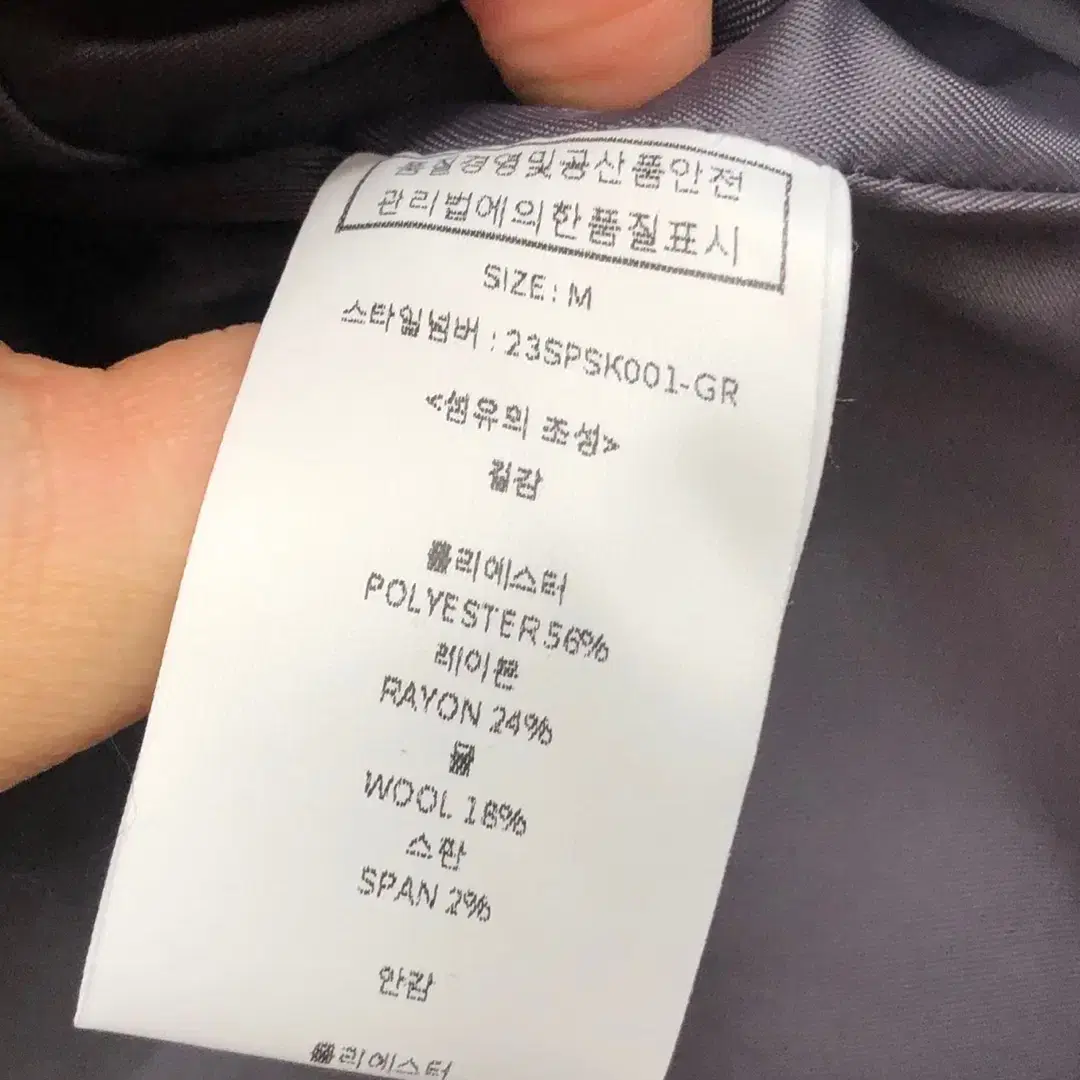 품질경영및공산품안전
관리법에의한품질표시
SIZE: M
스타일넘버 : 23SPSK001-GR
<섬유의 조성>
겉감
폴리에스터
POLYESTER 56%
레이온
RAYON 24%
울
WOOL 18%
스판
SPAN 2%
안감
폴리에스터